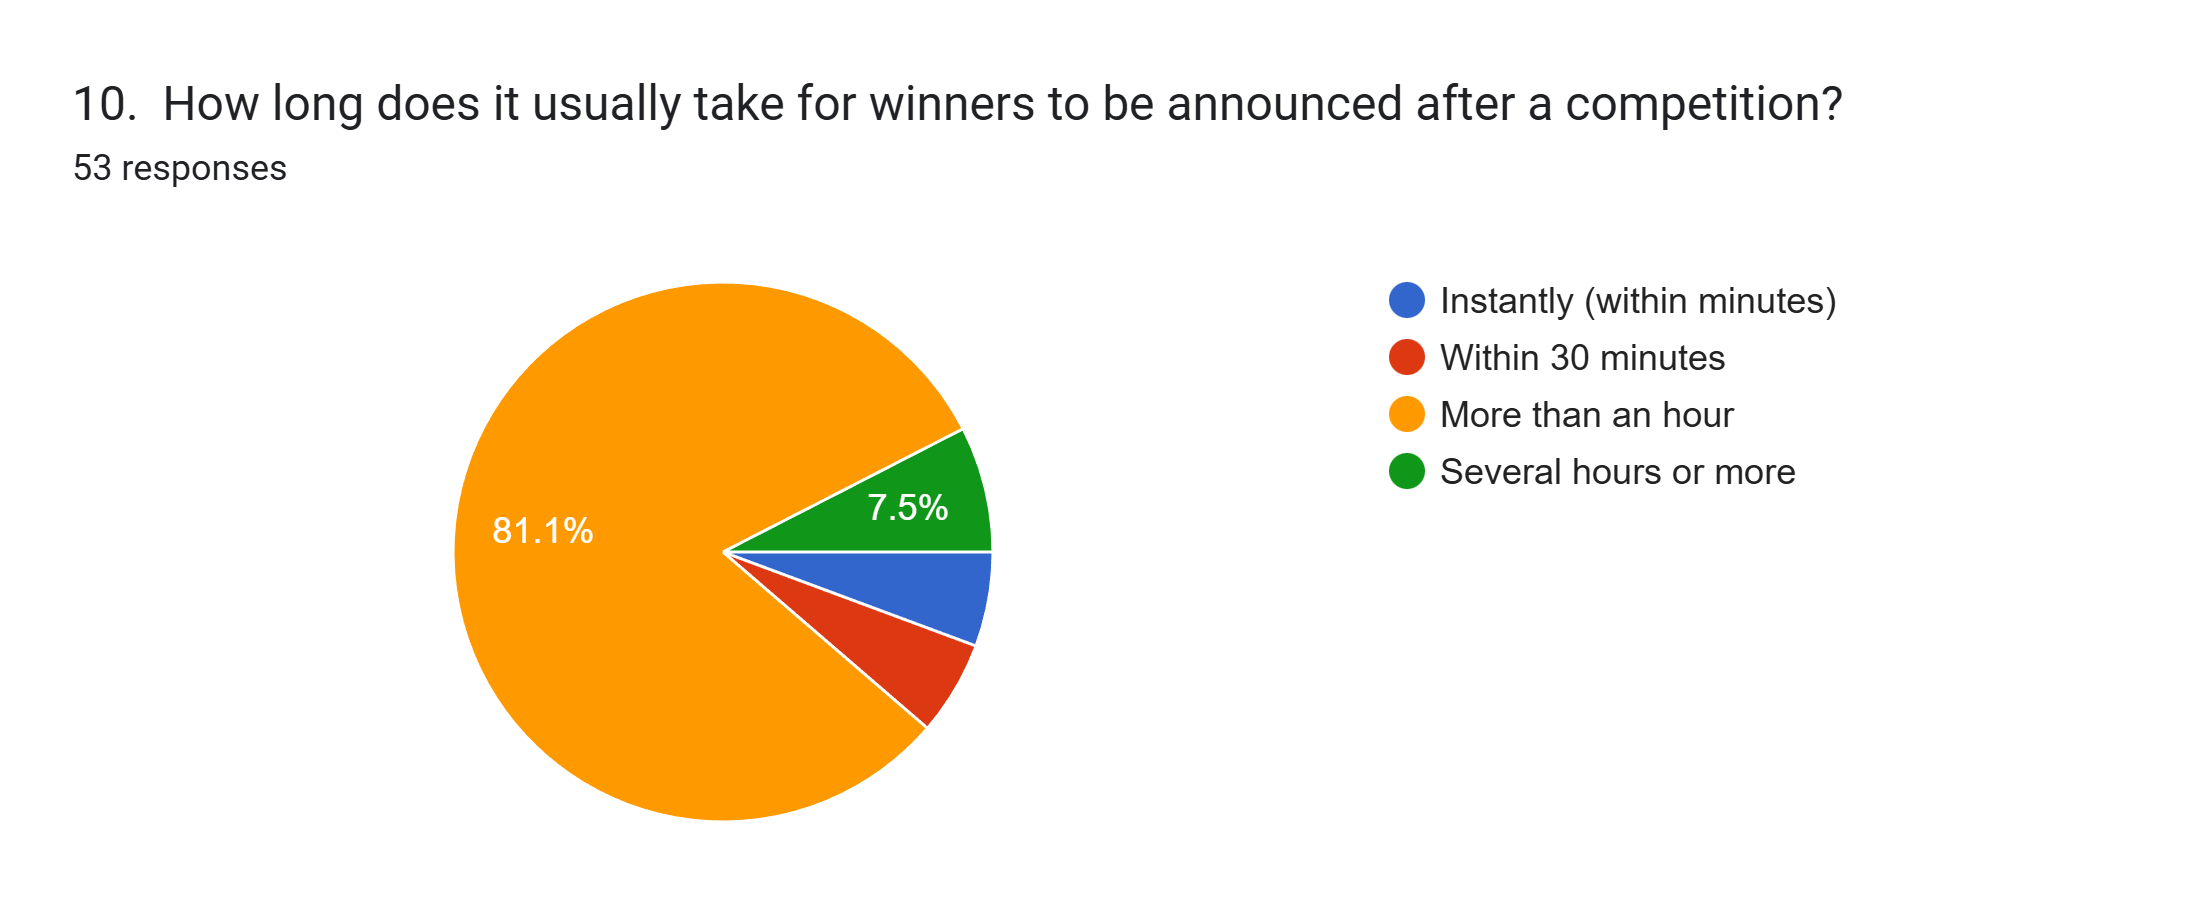 10. How long does it usually take for winners to be announced after a competition?
53 responses
Instantly (within minutes)
Within 30 minutes
More than an hour
Several hours or more
7.5%
81.1%